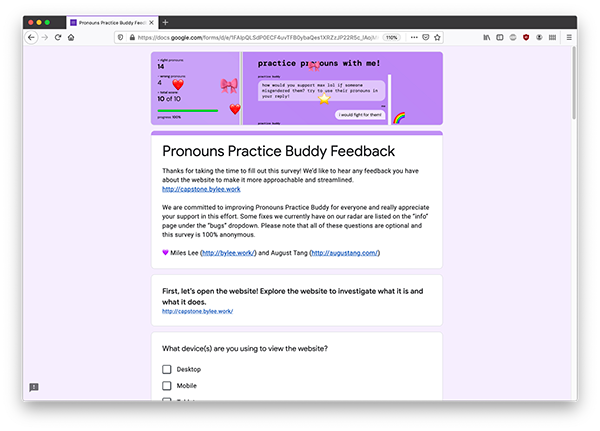 Pronouns Practice Buddy Feedb
https://docs.google.com/forms/d/e/1FAIpQLSdP0ECF4uvTFB0ybaQes1XRZzJP22R5c_IAojM
110%
right pronouns
14
wrong pronouns
4
total score
10 of 10
progress: 100%
practice pronouns with me!
practice buddy
how would you support max lol if someone
misgendered them? try to use their pronouns in
your reply!
me
i would fight for them!
practice buddy
Pronouns Practice Buddy Feedback
Thanks for taking the time to fill out this survey! We'd like to hear any feedback you have
about the website to make it more approachable and streamlined.
http://capstone.bylee.work
We are committed to improving Pronouns Practice Buddy for everyone and really appreciate
your support in this effort. Some fixes we currently have on our radar are listed on the "info"
page under the "bugs" dropdown. Please note that all of these questions are optional and
this survey is 100% anonymous.
💜 Miles Lee (http://bylee.work/) and August Tang (http://augustang.com/)
First, let's open the website! Explore the website to investigate what it is and
what it does.
http://capstone.bylee.work/
What device(s) are you using to view the website?
Desktop
Mobile